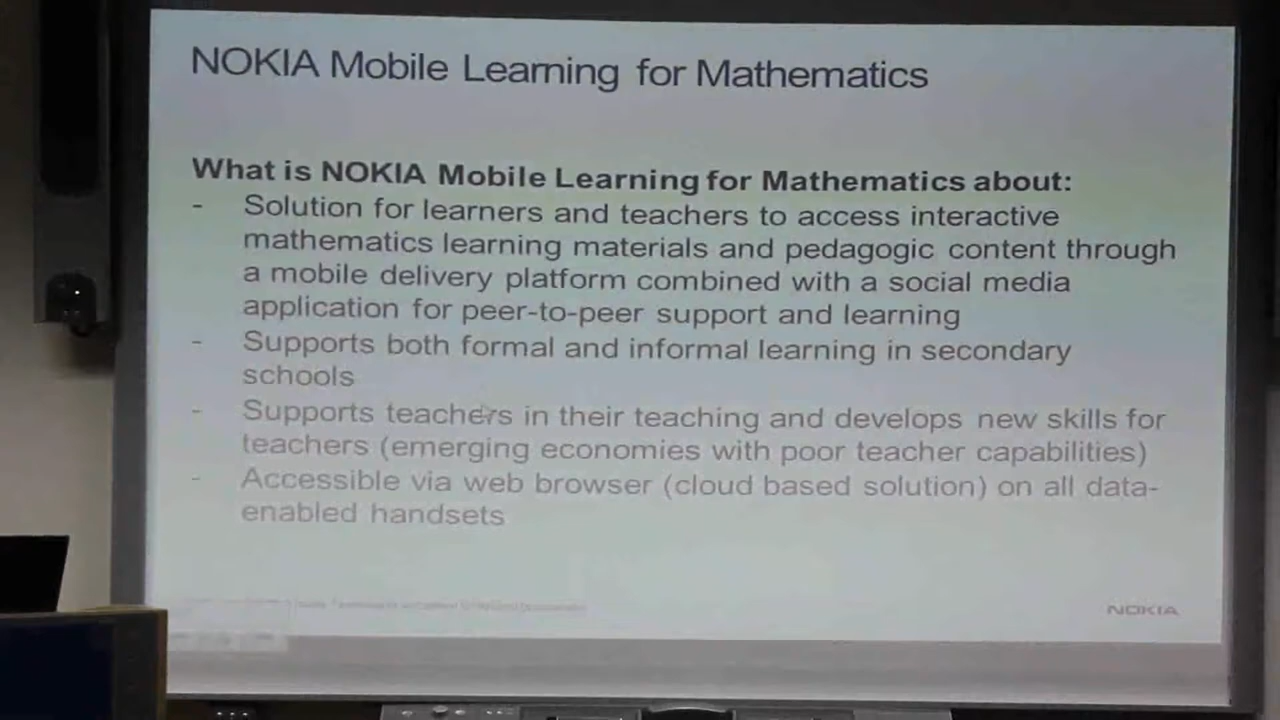 NOKIA Mobile Learning for Mathematics
What is NOKIA Mobile Learning for Mathematics about:
- Solution for learners and teachers to access interactive
mathematics learning materials and pedagogic content through
a mobile delivery platform combined with a social media
application for peer-to-peer support and learning
- Supports both formal and informal learning in secondary
schools
- Supports teachers in their teaching and develops new skills for
teachers (emerging economies with poor teacher capabilities)
- Accessible via web browser (cloud based solution) on all data-
enabled handsets
NOKIA